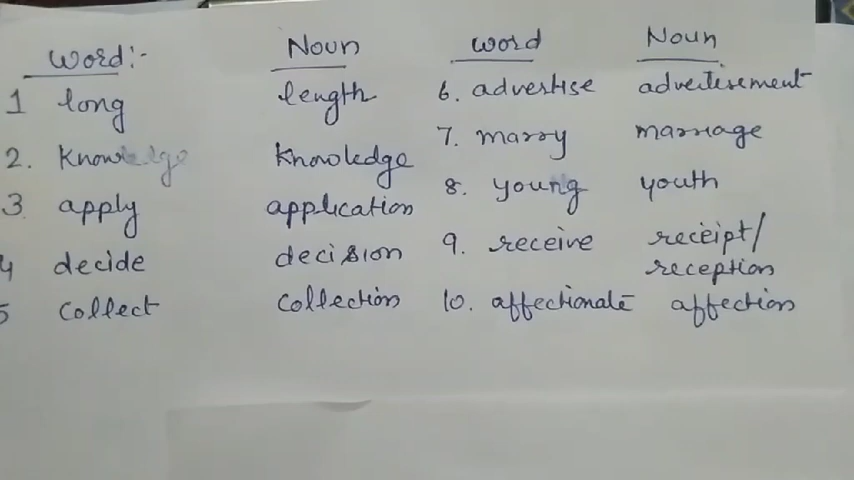 Word:- Noun word Noun
1 long length 6. advertise advertisement
2. Know knowledge 7. marry marriage
3 apply application 8. young youth
4 decide decision 9. receive receipt/
reception
5 collect collection 10. affectionate affection